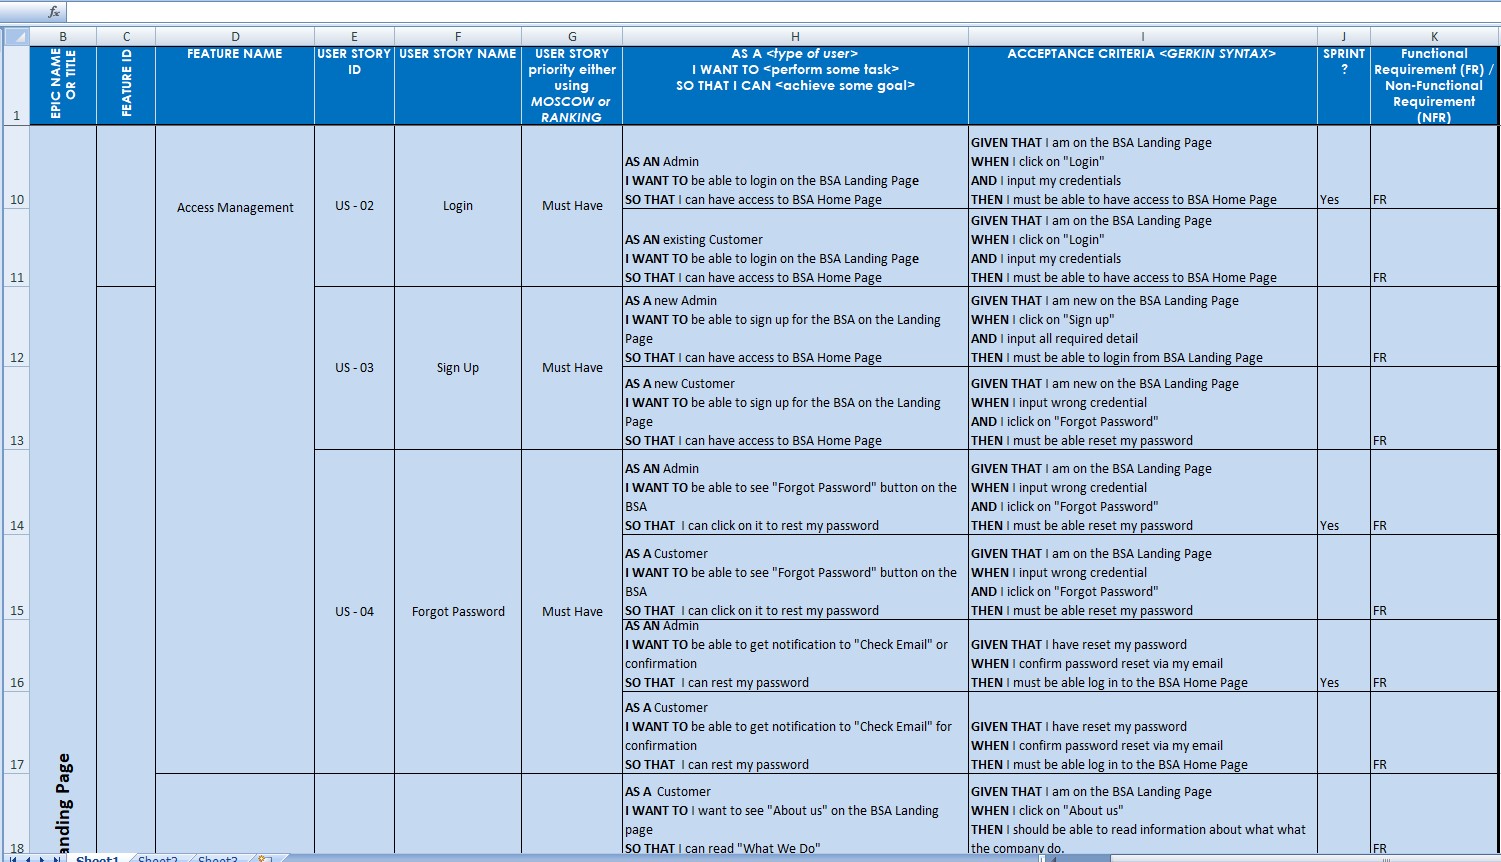 fx
B C D E F G H I J K
1
EPIC NAME
OR TITLE
FEATURE ID
FEATURE NAME
USER STORY
ID
USER STORY NAME
USER STORY
priority either
using
MOSCOW or
RANKING
AS A <type of user>
I WANT TO <perform some task>
SO THAT I CAN <achieve some goal>
ACCEPTANCE CRITERIA <GERKIN SYNTAX>
SPRINT
?
Functional
Requirement (FR) /
Non-Functional
Requirement
(NFR)
anding Page
Access Management
10
US - 02
Login
Must Have
AS AN Admin
I WANT TO be able to login on the BSA Landing Page
SO THAT I can have access to BSA Home Page
GIVEN THAT I am on the BSA Landing Page
WHEN I click on "Login"
AND I input my credentials
THEN I must be able to have access to BSA Home Page
Yes
FR
11
AS AN existing Customer
I WANT TO be able to login on the BSA Landing Page
SO THAT I can have access to BSA Home Page
GIVEN THAT I am on the BSA Landing Page
WHEN I click on "Login"
AND I input my credentials
THEN I must be able to have access to BSA Home Page
FR
12
US - 03
Sign Up
Must Have
AS A new Admin
I WANT TO be able to sign up for the BSA on the Landing
Page
SO THAT I can have access to BSA Home Page
GIVEN THAT I am new on the BSA Landing Page
WHEN I click on "Sign up"
AND I input all required detail
THEN I must be able to login from BSA Landing Page
FR
13
AS A new Customer
I WANT TO be able to sign up for the BSA on the Landing
Page
SO THAT I can have access to BSA Home Page
GIVEN THAT I am new on the BSA Landing Page
WHEN I input wrong credential
AND I iclick on "Forgot Password"
THEN I must be able reset my password
FR
14
US - 04
Forgot Password
Must Have
AS AN Admin
I WANT TO be able to see "Forgot Password" button on the
BSA
SO THAT I can click on it to rest my password
GIVEN THAT I am on the BSA Landing Page
WHEN I input wrong credential
AND I iclick on "Forgot Password"
THEN I must be able reset my password
Yes
FR
15
AS A Customer
I WANT TO be able to see "Forgot Password" button on the
BSA
SO THAT I can click on it to rest my password
GIVEN THAT I am on the BSA Landing Page
WHEN I input wrong credential
AND I iclick on "Forgot Password"
THEN I must be able reset my password
FR
16
AS AN Admin
I WANT TO be able to get notification to "Check Email" or
confirmation
SO THAT I can rest my password
GIVEN THAT I have reset my password
WHEN I confirm password reset via my email
THEN I must be able log in to the BSA Home Page
Yes
FR
17
AS A Customer
I WANT TO be able to get notification to "Check Email" for
confirmation
SO THAT I can rest my password
GIVEN THAT I have reset my password
WHEN I confirm password reset via my email
THEN I must be able log in to the BSA Home Page
FR
18
AS A Customer
I WANT TO I want to see "About us" on the BSA Landing
page
SO THAT I can read "What We Do"
GIVEN THAT I am on the BSA Landing Page
WHEN I click on "About us"
THEN I should be able to read information about what what
the company do.
FR
Sheet1 Sheet2 Sheet3